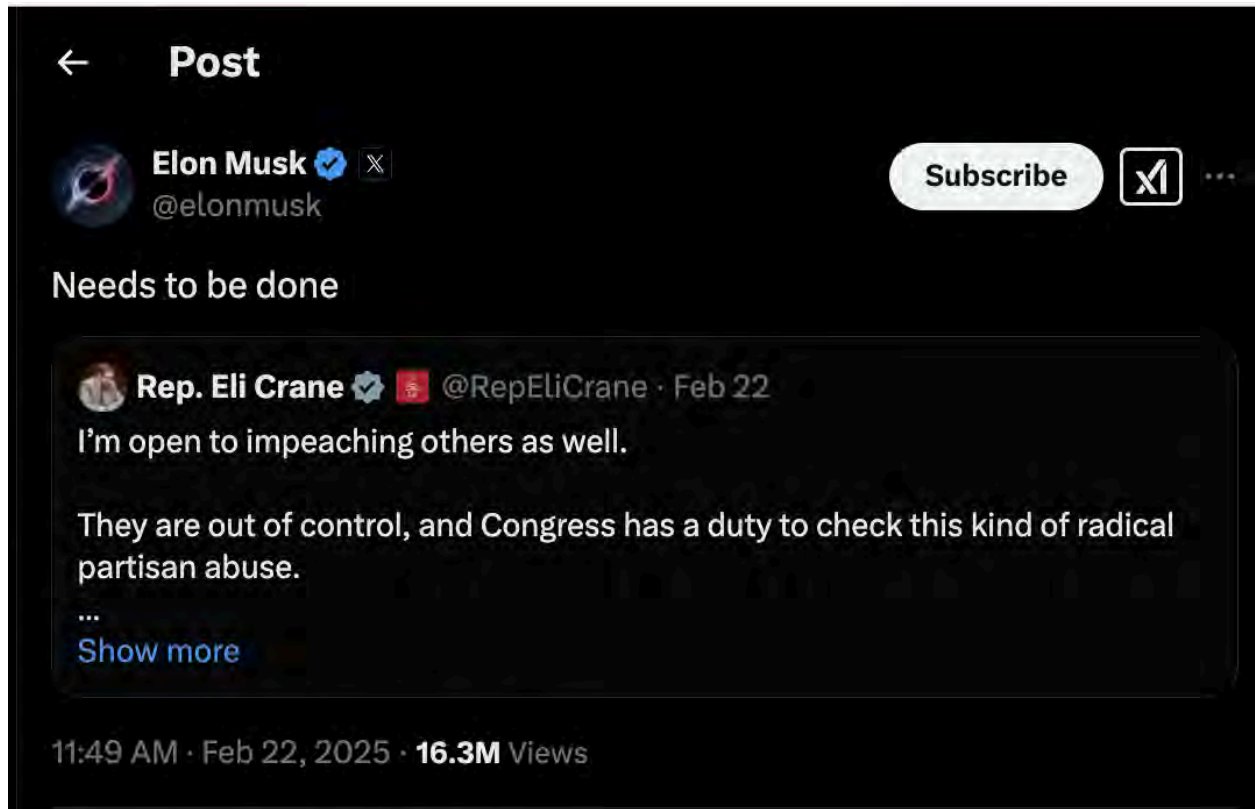 Post
Elon Musk
@elonmusk
Subscribe
Needs to be done
Rep. Eli Crane @RepEliCrane · Feb 22
I'm open to impeaching others as well.
They are out of control, and Congress has a duty to check this kind of radical
partisan abuse.
...
Show more
11:49 AM · Feb 22, 2025 · 16.3M Views